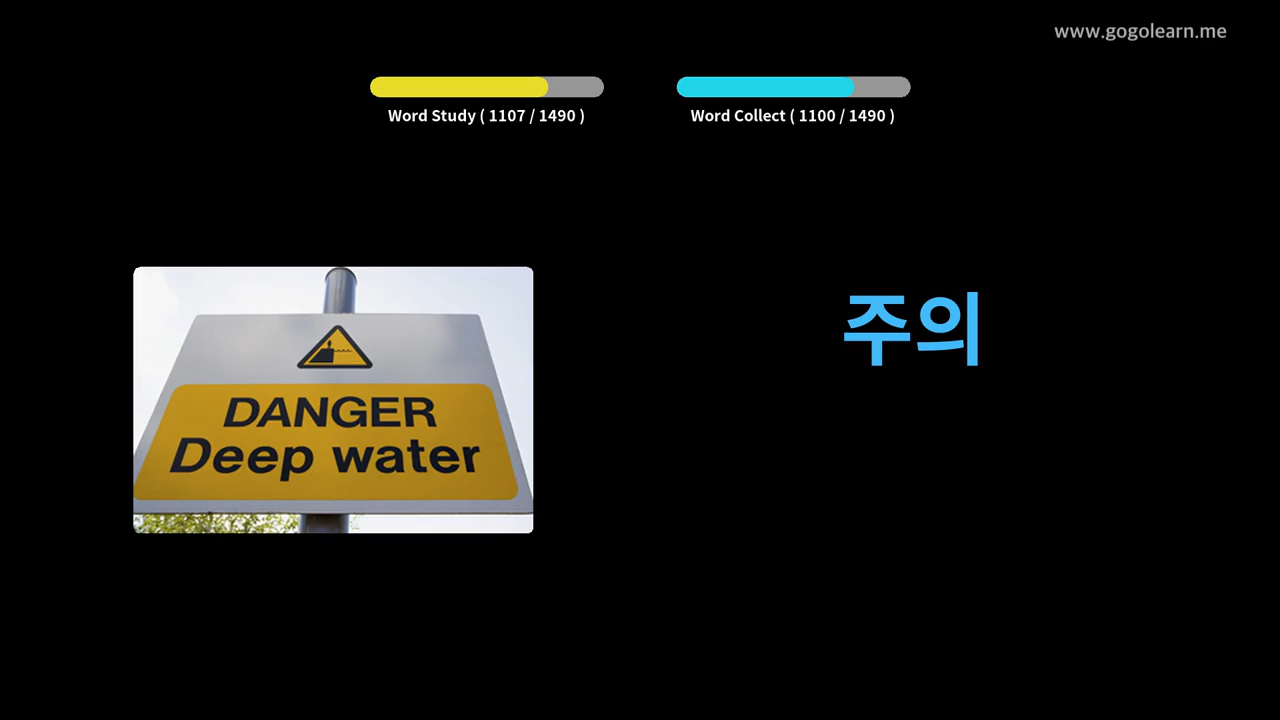 www.gogolearn.me
Word Study ( 1107 / 1490 )
Word Collect ( 1100 / 1490 )
DANGER
Deep water
주의